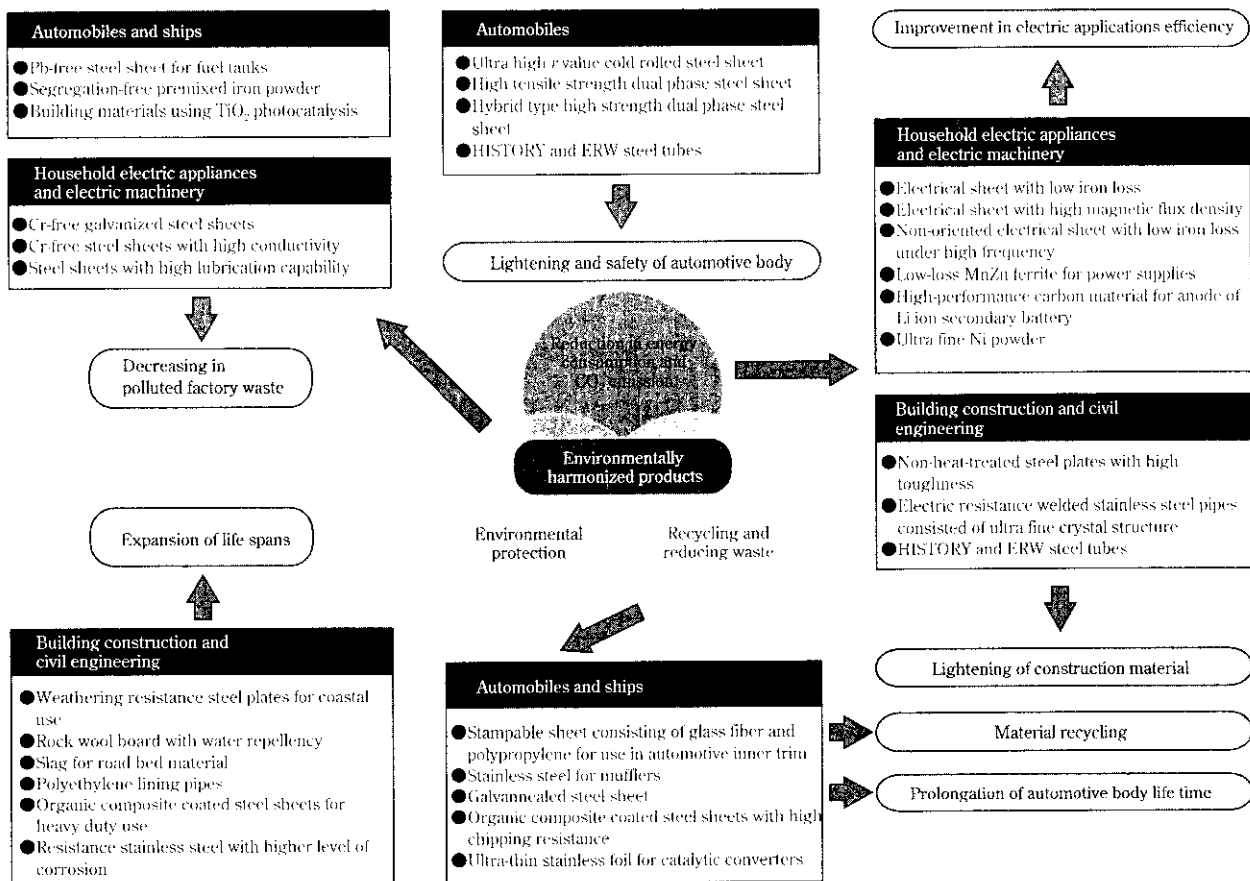 Automobiles and ships
●Pb-free steel sheet for fuel tanks
●Segregation-free premixed iron powder
●Building materials using TiO₂ photocatalysis
Household electric appliances
and electric machinery
●Cr-free galvanized steel sheets
●Cr-free steel sheets with high conductivity
●Steel sheets with high lubrication capability
Decreasing in
polluted factory waste
Expansion of life spans
Building construction and
civil engineering
●Weathering resistance steel plates for coastal
use
●Rock wool board with water repellency
●Slag for road bed material
●Polyethylene lining pipes
●Organic composite coated steel sheets for
heavy duty use
●Resistance stainless steel with higher level of
corrosion
Automobiles
●Ultra high r value cold rolled steel sheet
●High tensile strength dual phase steel sheet
●Hybrid type high strength dual phase steel
sheet
●HISTORY and ERW steel tubes
Lightening and safety of automotive body
Reduction in energy
consumption and
CO₂ emission
Environmentally
harmonized products
Environmental
protection
Recycling and
reducing waste
Automobiles and ships
●Stampable sheet consisting of glass fiber and
polypropylene for use in automotive inner trim
●Stainless steel for mufflers
●Galvannealed steel sheet
●Organic composite coated steel sheets with high
chipping resistance
●Ultra-thin stainless foil for catalytic converters
Improvement in electric applications efficiency
Household electric appliances
and electric machinery
●Electrical sheet with low iron loss
●Electrical sheet with high magnetic flux density
●Non-oriented electrical sheet with low iron loss
under high frequency
●Low-loss MnZn ferrite for power supplies
●High-performance carbon material for anode of
Li ion secondary battery
●Ultra fine Ni powder
Building construction and civil
engineering
●Non-heat-treated steel plates with high
toughness
●Electric resistance welded stainless steel pipes
consisted of ultra fine crystal structure
●HISTORY and ERW steel tubes
Lightening of construction material
Material recycling
Prolongation of automotive body life time